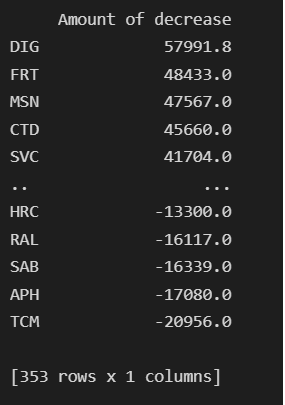 Amount of decrease
DIG 57991.8
FRT 48433.0
MSN 47567.0
CTD 45660.0
SVC 41704.0
.. ...
HRC -13300.0
RAL -16117.0
SAB -16339.0
APH -17080.0
TCM -20956.0
[353 rows x 1 columns]